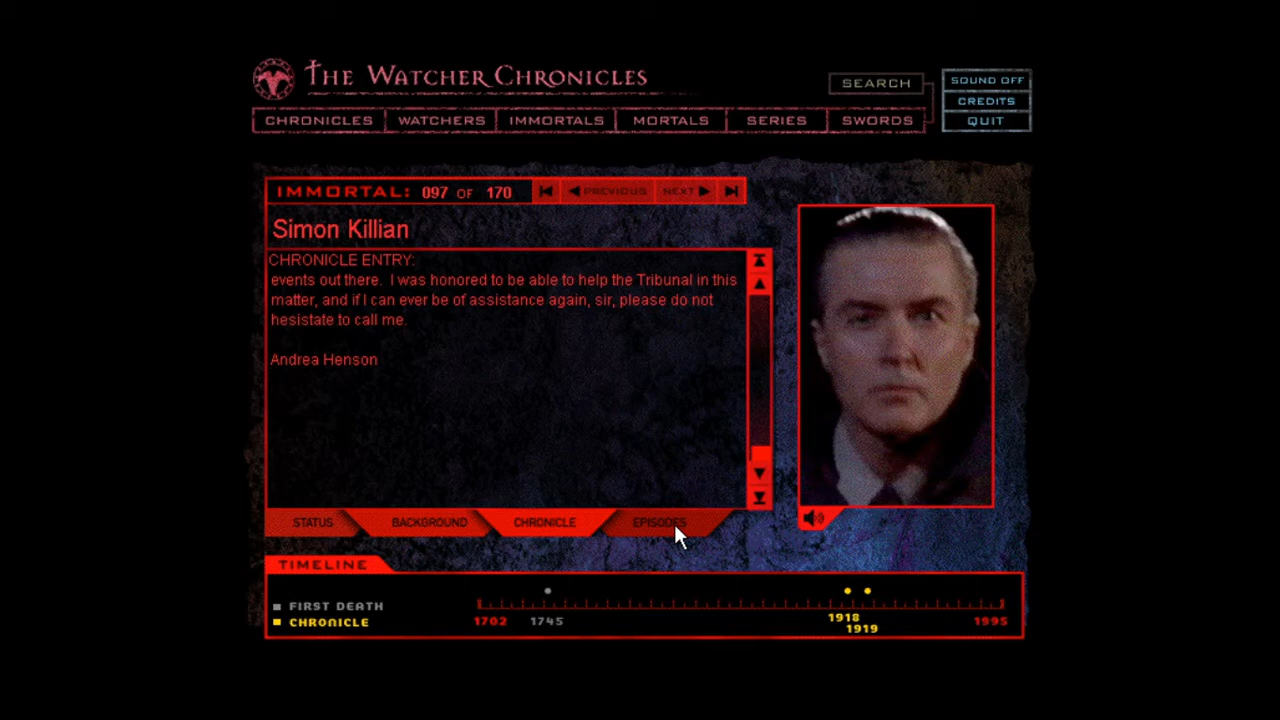 THE WATCHER CHRONICLES
SEARCH
SOUND OFF
CREDITS
QUIT
CHRONICLES WATCHERS IMMORTALS MORTALS SERIES SWORDS
IMMORTAL: 097 OF 170 PREVIOUS NEXT
Simon Killian
CHRONICLE ENTRY:
events out there. I was honored to be able to help the Tribunal in this
matter, and if I can ever be of assistance again, sir, please do not
hesistate to call me.
Andrea Henson
STATUS BACKGROUND CHRONICLE EPISODES
TIMELINE
FIRST DEATH
CHRONICLE
1702 1745 1918 1919 1995